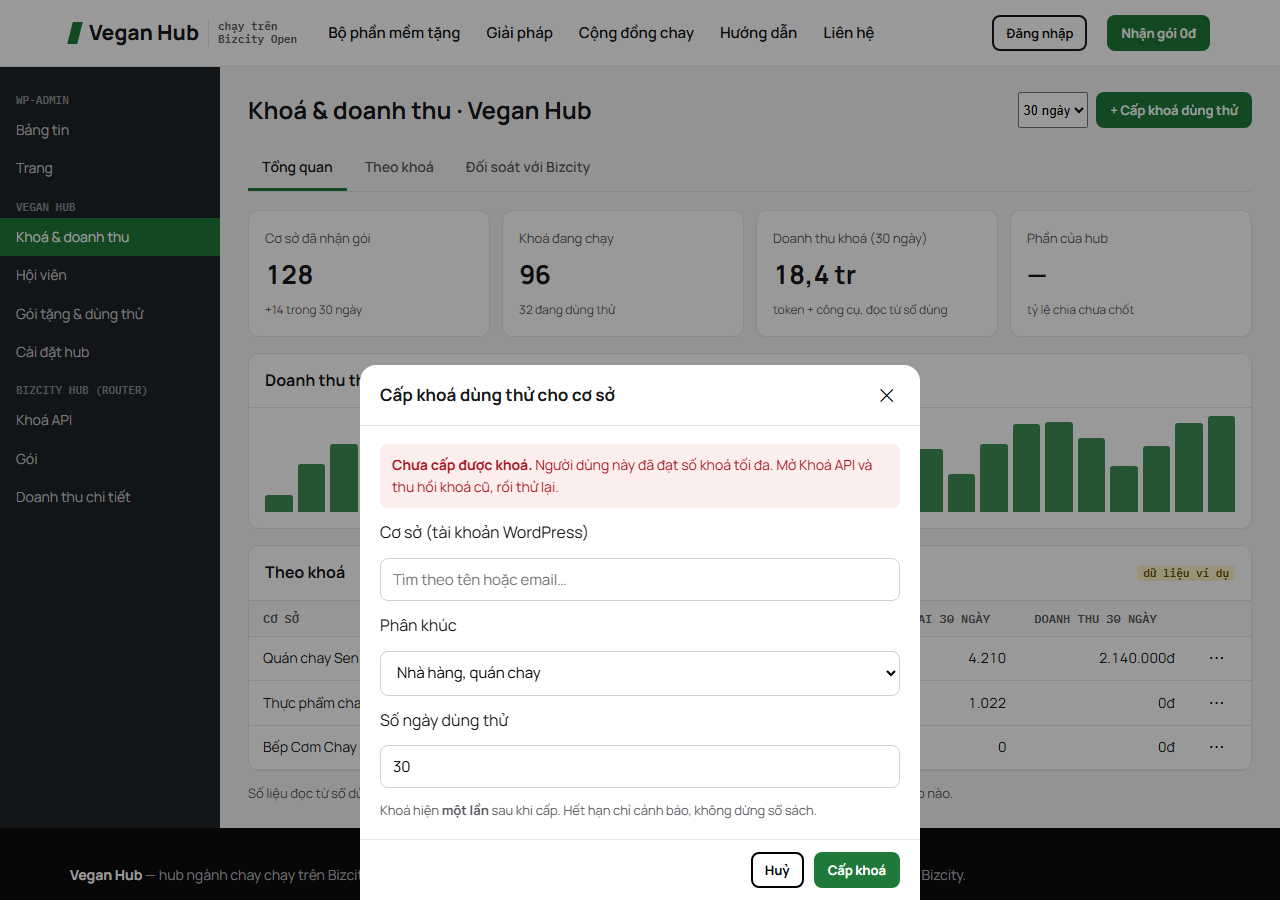 Vegan Hub
chạy trên
Bizcity Open
Bộ phần mềm tặng
Giải pháp
Cộng đồng chay
Hướng dẫn
Liên hệ
Đăng nhập
Nhận gói 0đ
WP-ADMIN
Bảng tin
Trang
VEGAN HUB
Khoá & doanh thu
Hội viên
Gói tặng & dùng thử
Cài đặt hub
BIZCITY HUB (ROUTER)
Khoá API
Gói
Doanh thu chi tiết
Khoá & doanh thu · Vegan Hub
30 ngày
+ Cấp khoá dùng thử
Tổng quan
Theo khoá
Đối soát với Bizcity
Cơ sở đã nhận gói
128
+14 trong 30 ngày
Khoá đang chạy
96
32 đang dùng thử
Doanh thu khoá (30 ngày)
18,4 tr
token + công cụ, đọc từ sổ dùng
Phần của hub
—
tỷ lệ chia chưa chốt
Doanh thu
Theo khoá
dữ liệu ví dụ
CƠ SỞ
AI 30 NGÀY
DOANH THU 30 NGÀY
Quán chay Sen
4.210
2.140.000đ
···
Thực phẩm cha
1.022
0đ
···
Bếp Cơm Chay
0
0đ
···
Số liệu đọc từ sổ
nào.
Cấp khoá dùng thử cho cơ sở
Chưa cấp được khoá. Người dùng này đã đạt số khoá tối đa. Mở Khoá API và
thu hồi khoá cũ, rồi thử lại.
Cơ sở (tài khoản WordPress)
Tìm theo tên hoặc email…
Phân khúc
Nhà hàng, quán chay
Số ngày dùng thử
30
Khoá hiện một lần sau khi cấp. Hết hạn chỉ cảnh báo, không dừng sổ sách.
Huỷ
Cấp khoá
Vegan Hub — hub ngành chay chạy trên Bizcit
Bizcity.